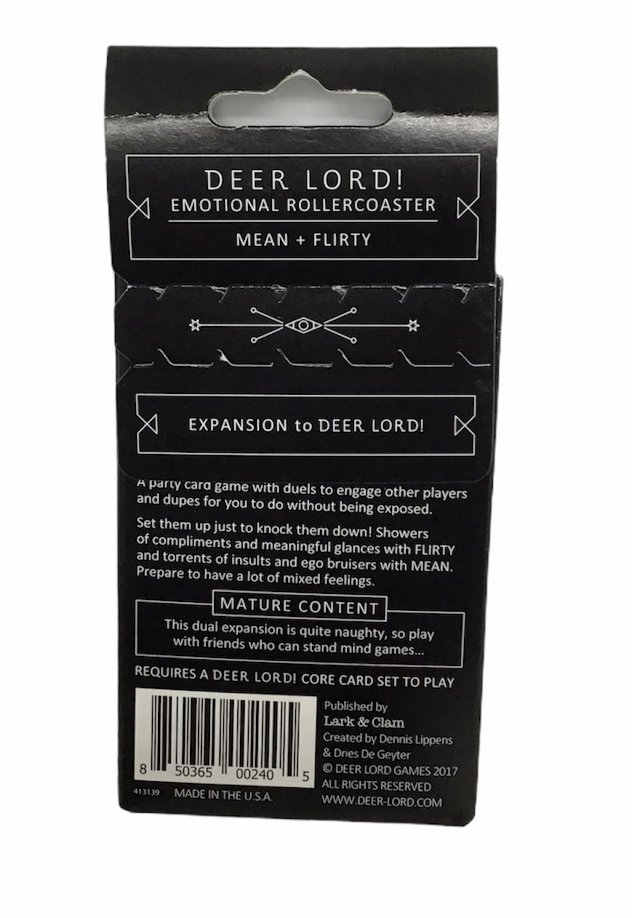 DEER LORD!
EMOTIONAL ROLLERCOASTER
MEAN + FLIRTY
EXPANSION to DEER LORD!
A party card game with duels to engage other players
and dupes for you to do without being exposed.
Set them up just to knock them down! Showers
of compliments and meaningful glances with FLIRTY
and torrents of insults and ego bruisers with MEAN.
Prepare to have a lot of mixed feelings.
MATURE CONTENT
This dual expansion is quite naughty, so play
with friends who can stand mind games...
REQUIRES A DEER LORD! CORE CARD SET TO PLAY
Published by
Lark & Clam
Created by Dennis Lippens
& Dries De Geyter
© DEER LORD GAMES 2017
ALL RIGHTS RESERVED
WWW.DEER-LORD.COM
8 50365 00240 5
413139 MADE IN THE U.S.A.